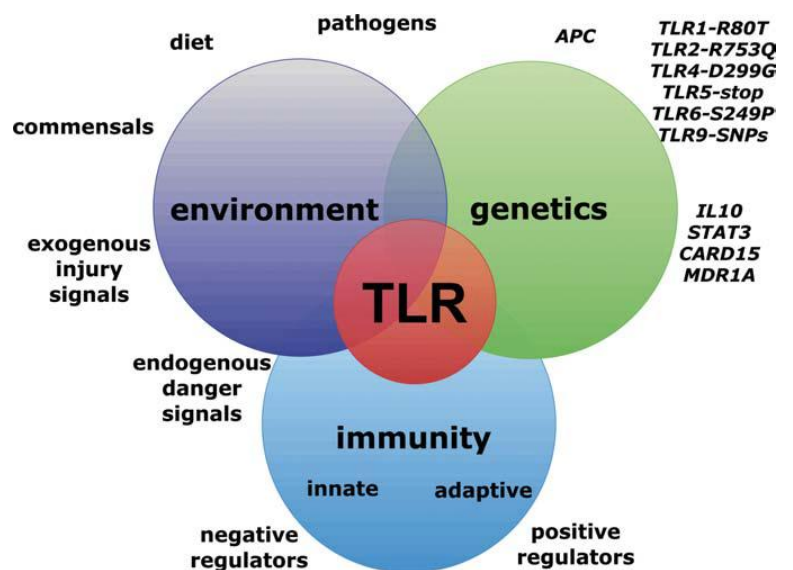 pathogens
diet
APC
TLR1-R80T
TLR2-R753Q
TLR4-D299G
TLR5-stop
TLR6-S249P
TLR9-SNPs
commensals
environment
genetics
IL10
STAT3
CARD15
MDR1A
exogenous
injury
signals
TLR
endogenous
danger
signals
immunity
innate
adaptive
negative
regulators
positive
regulators